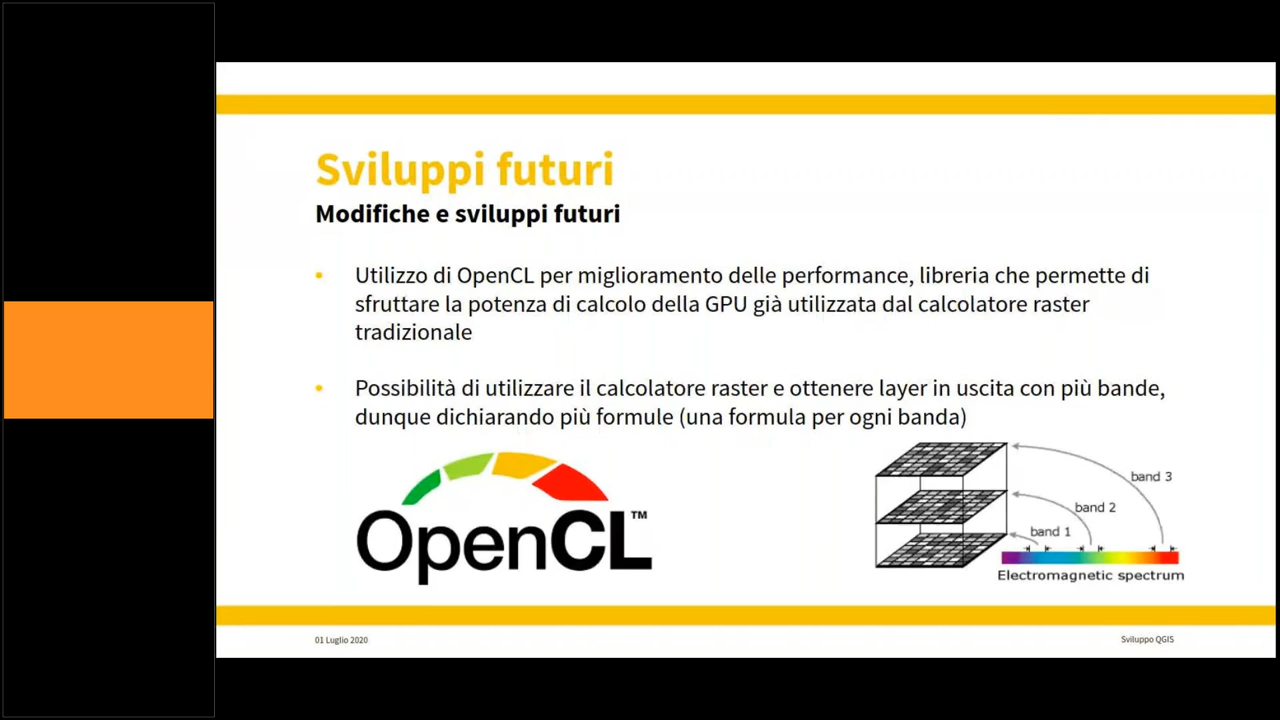 Sviluppi futuri
Modifiche e sviluppi futuri
• Utilizzo di OpenCL per miglioramento delle performance, libreria che permette di
sfruttare la potenza di calcolo della GPU già utilizzata dal calcolatore raster
tradizionale
• Possibilità di utilizzare il calcolatore raster e ottenere layer in uscita con più bande,
dunque dichiarando più formule (una formula per ogni banda)
OpenCL™
band 3
band 2
band 1
Electromagnetic spectrum
01 Luglio 2020
Sviluppo QGIS